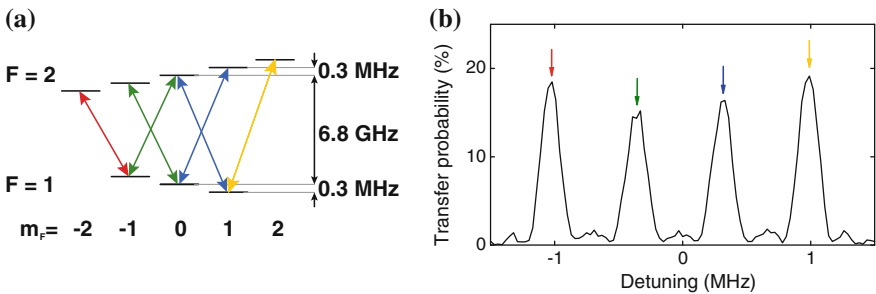 (a)
F = 2
0.3 MHz
6.8 GHz
F = 1
0.3 MHz
mF= -2 -1 0 1 2
(b)
Transfer probability (%)
20
10
0
-1 0 1
Detuning (MHz)